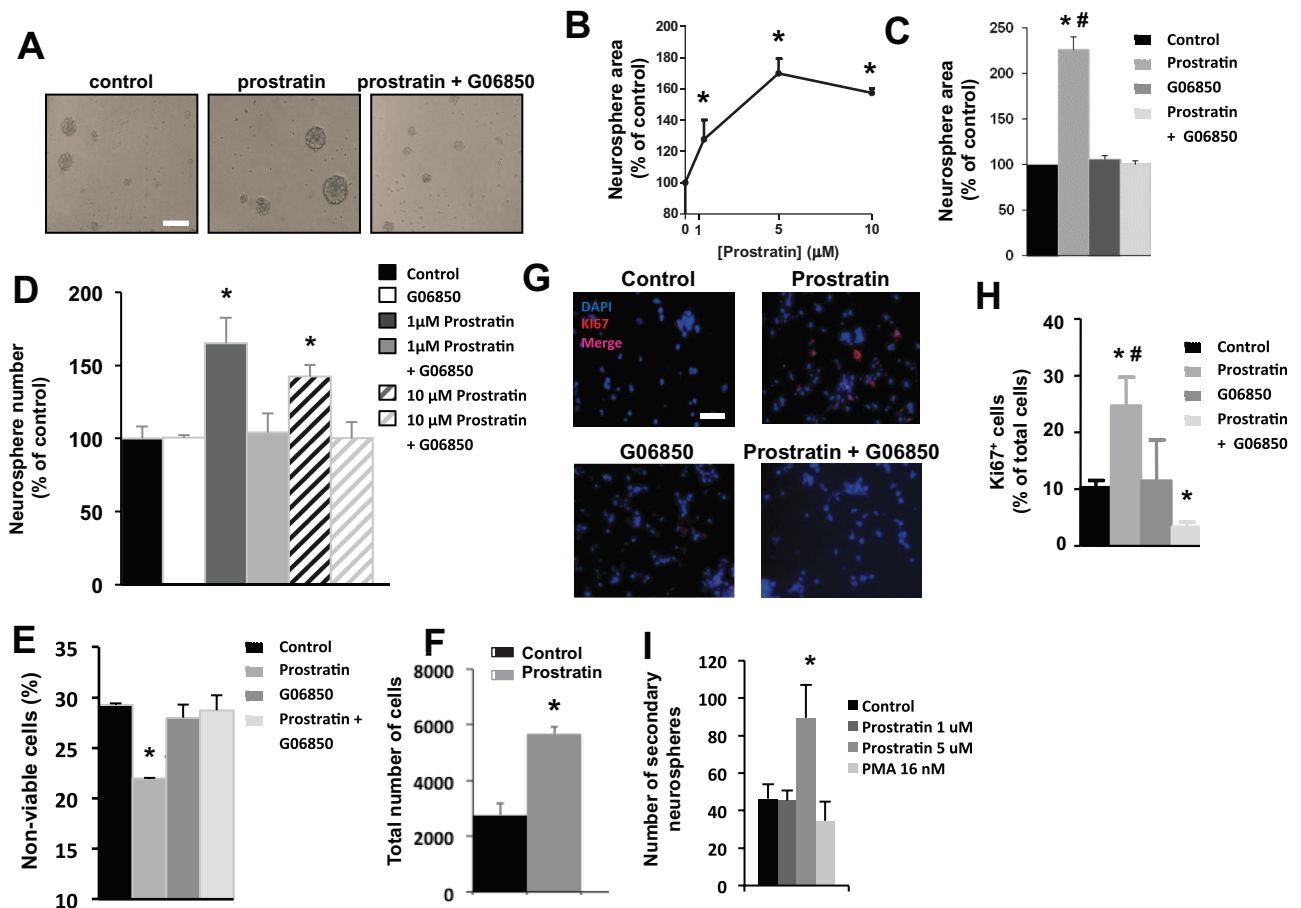 A
control
prostratin
prostratin + G06850
B
Neurosphere area
(% of control)
180
160
140
120
100
80
0
1
5
10
[Prostratin] (μM)
*
*
*
C
Neurosphere area
(% of control)
250
200
150
100
50
0
* #
Control
Prostratin
G06850
Prostratin
+ G06850
D
Neurosphere number
(% of control)
200
150
100
50
0
*
*
Control
G06850
1μM Prostratin
1μM Prostratin
+ G06850
10 μM Prostratin
10 μM Prostratin
+ G06850
G
Control
Prostratin
DAPI
KI67
Merge
G06850
Prostratin + G06850
H
Ki67⁺ cells
(% of total cells)
40
30
20
10
0
* #
*
Control
Prostratin
G06850
Prostratin
+ G06850
E
Non-viable cells (%)
35
30
25
22
15
10
*
Control
Prostratin
G06850
Prostratin +
G06850
F
Total number of cells
8000
6000
4000
2000
0
*
Control
Prostratin
I
Number of secondary
neurospheres
120
100
80
60
40
20
0
*
Control
Prostratin 1 uM
Prostratin 5 uM
PMA 16 nM